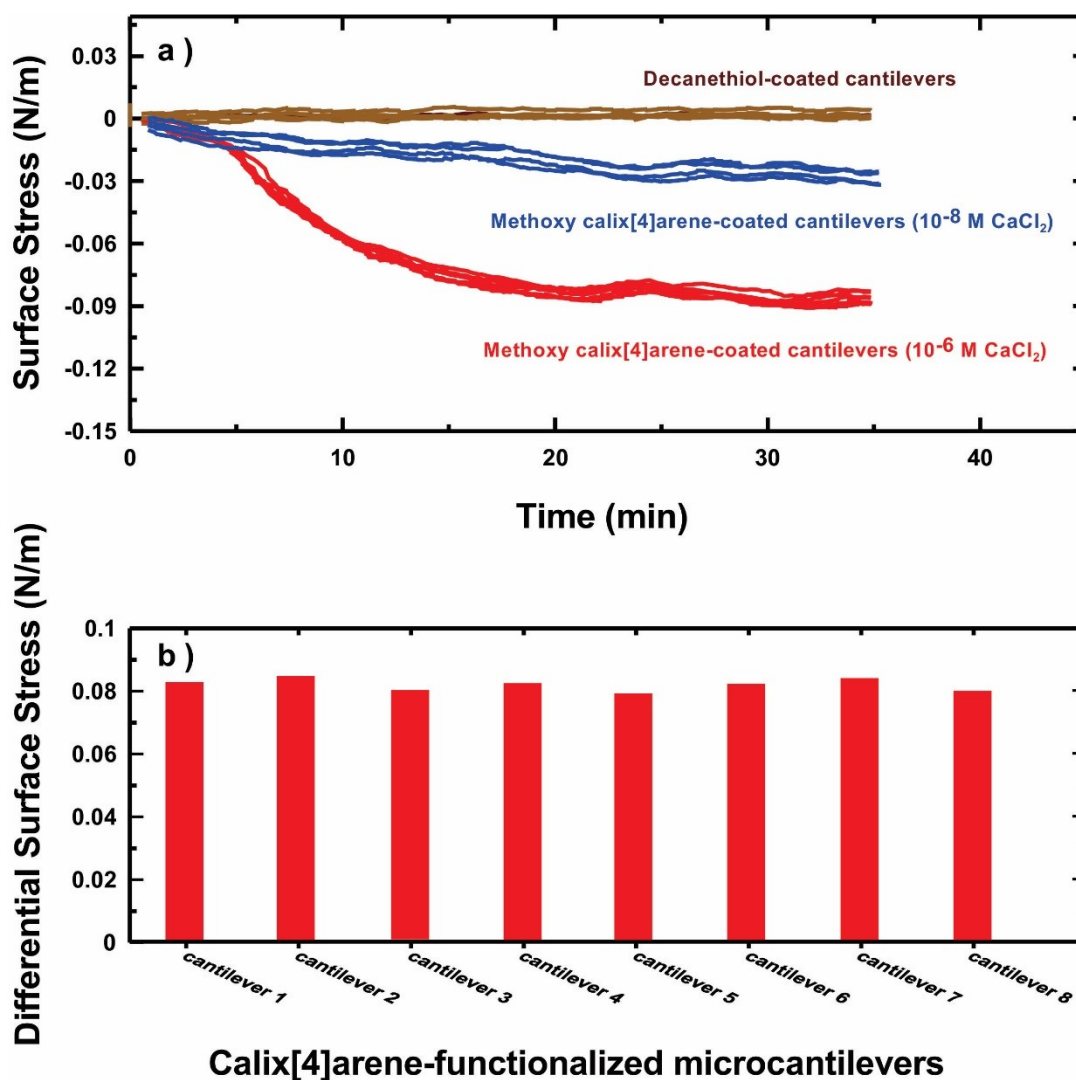 a )
Surface Stress (N/m)
0.03
0
-0.03
-0.06
-0.09
-0.12
-0.15
Decanethiol-coated cantilevers
Methoxy calix[4]arene-coated cantilevers (10⁻⁸ M CaCl₂)
Methoxy calix[4]arene-coated cantilevers (10⁻⁶ M CaCl₂)
0 10 20 30 40
Time (min)
b )
Differential Surface Stress (N/m)
0.1
0.08
0.06
0.04
0.02
0
cantilever 1
cantilever 2
cantilever 3
cantilever 4
cantilever 5
cantilever 6
cantilever 7
cantilever 8
Calix[4]arene-functionalized microcantilevers